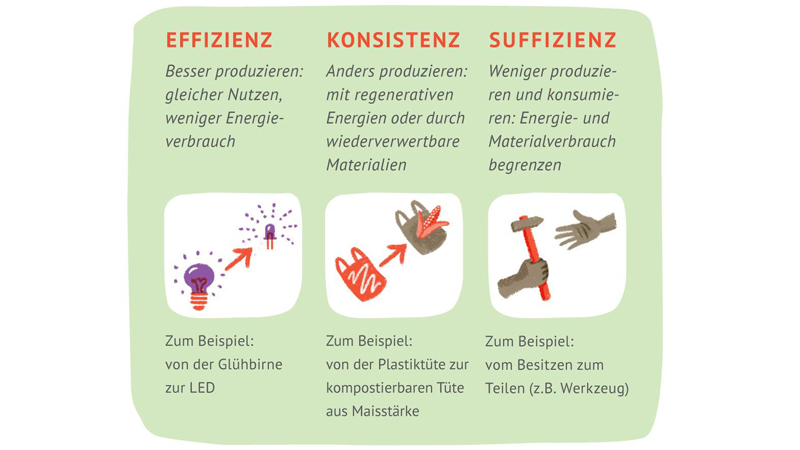 EFFIZIENZ
Besser produzieren:
gleicher Nutzen,
weniger Energie-
verbrauch
Zum Beispiel:
von der Glühbirne
zur LED
KONSISTENZ
Anders produzieren:
mit regenerativen
Energien oder durch
wiederverwertbare
Materialien
Zum Beispiel:
von der Plastiktüte zur
kompostierbaren Tüte
aus Maisstärke
SUFFIZIENZ
Weniger produzie-
ren und konsumie-
ren: Energie- und
Materialverbrauch
begrenzen
Zum Beispiel:
vom Besitzen zum
Teilen (z.B. Werkzeug)